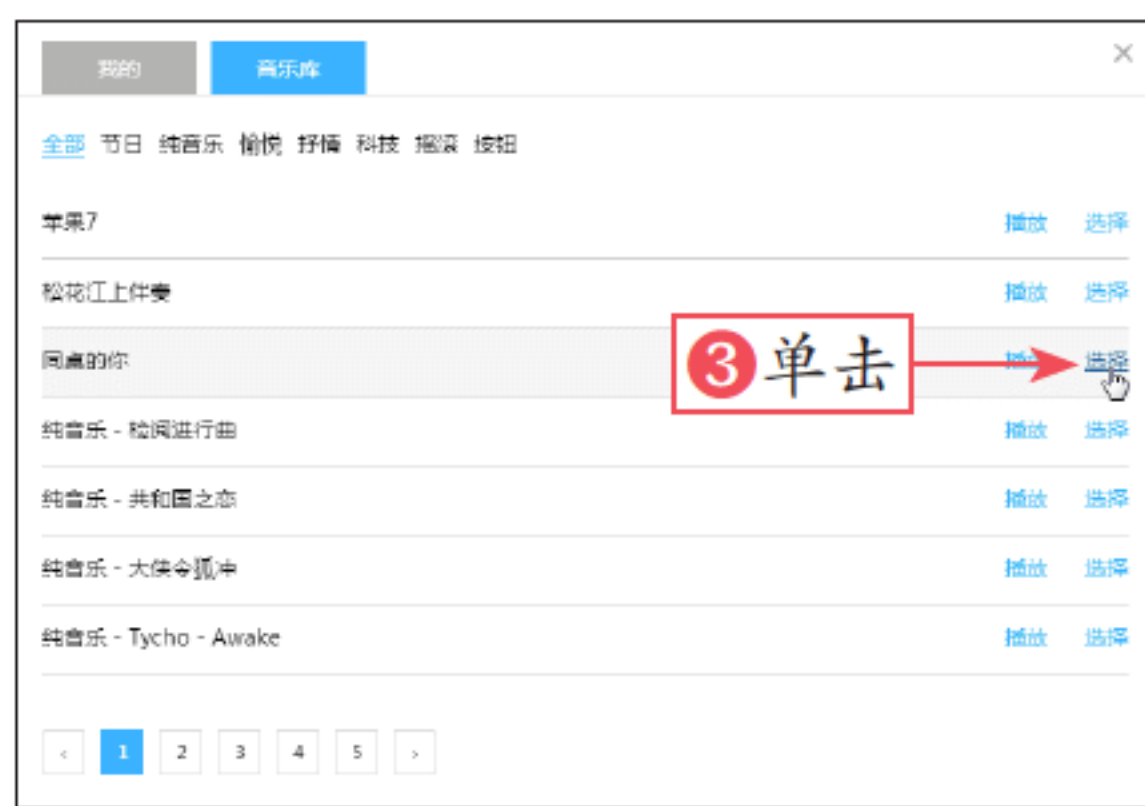 我的 音乐库 ×
全部 节日 纯音乐 愉悦 抒情 科技 摇滚 按钮
苹果7 播放 选择
松花江上伴奏 播放 选择
同桌的你 选择
③单击
纯音乐 - 检阅进行曲 播放 选择
纯音乐 - 共和国之恋 播放 选择
纯音乐 - 大侠令狐冲 播放 选择
纯音乐 - Tycho - Awake 播放 选择
< 1 2 3 4 5 >